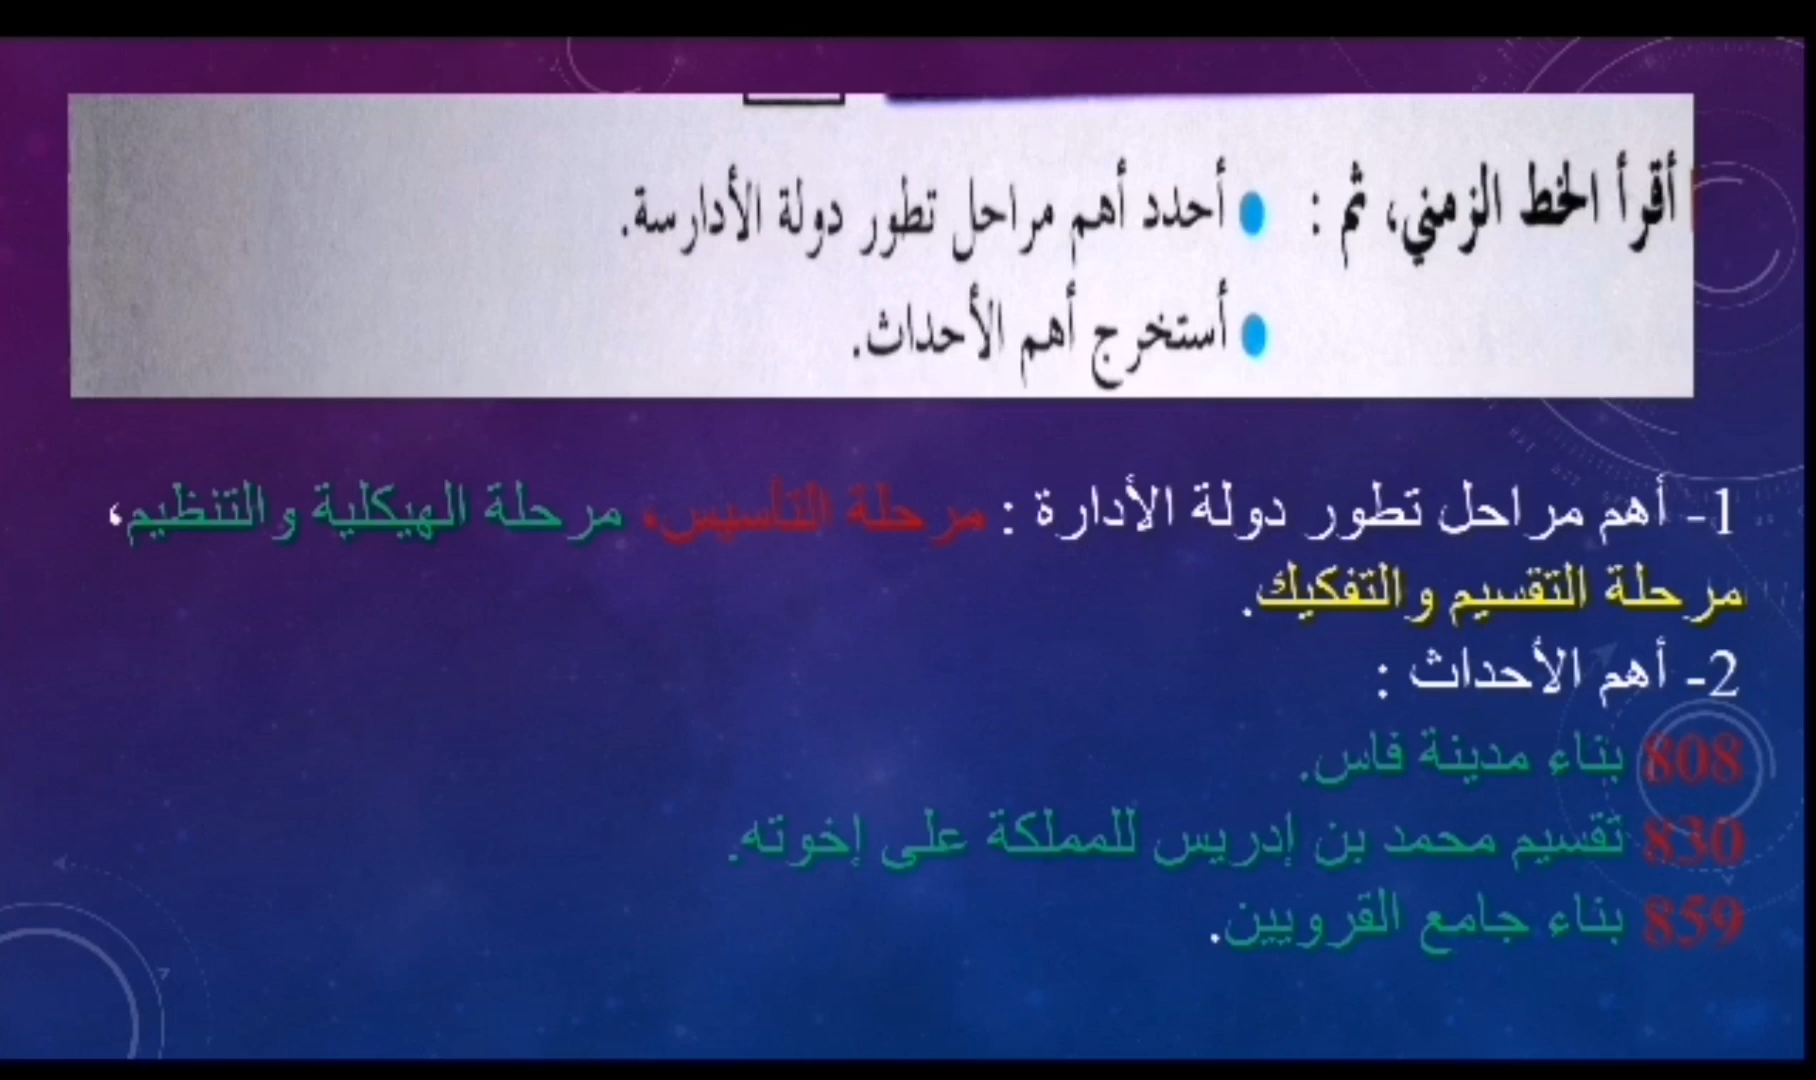 أقرأ الخط الزمني، ثم : • أحدد أهم مراحل تطور دولة الأدارسة.
• أستخرج أهم الأحداث.
1- أهم مراحل تطور دولة الأدارة : مرحلة التأسيس، مرحلة الهيكلية والتنظيم،
مرحلة التقسيم والتفكيك.
2- أهم الأحداث :
808 بناء مدينة فاس.
830 تقسيم محمد بن إدريس للمملكة على إخوته.
859 بناء جامع القرويين.